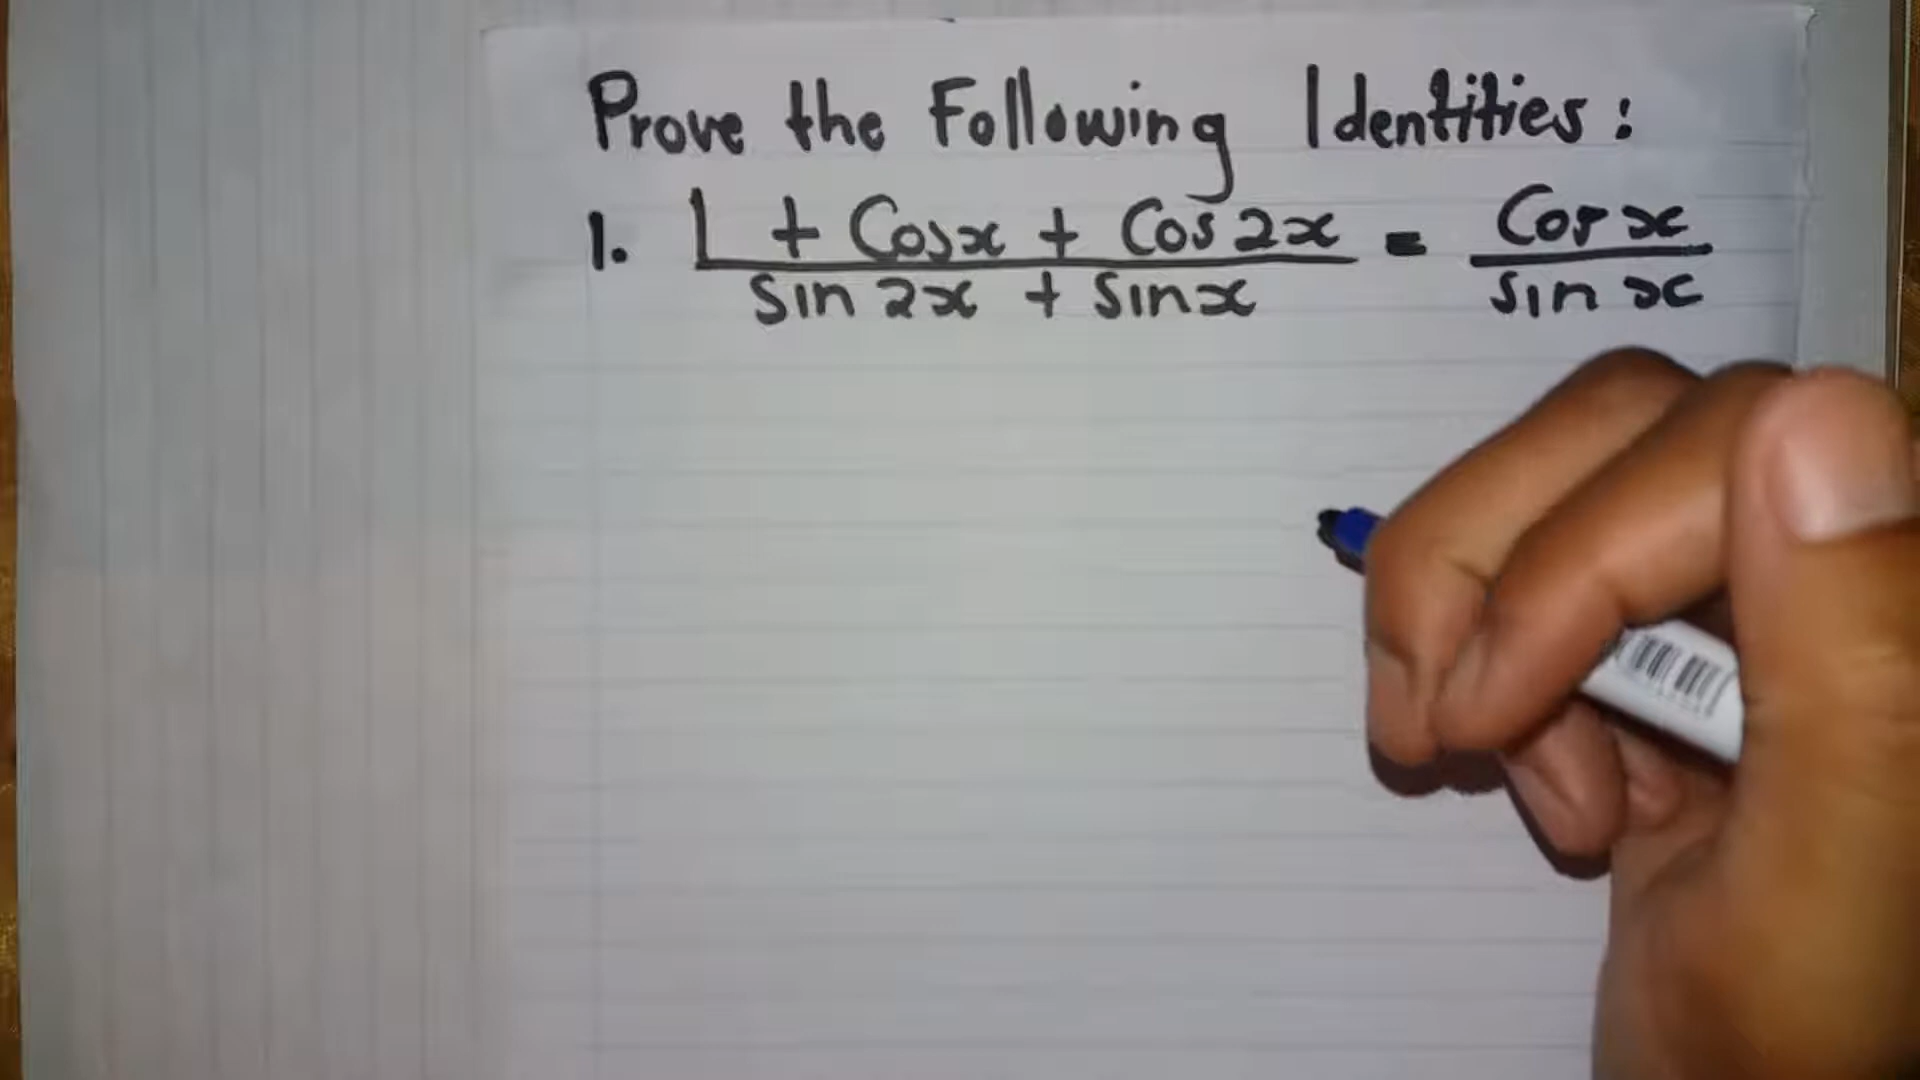 Prove the Following Identities:
1. 1 + Cosx + Cos2x = Cosx
sin2x + sinx sinx